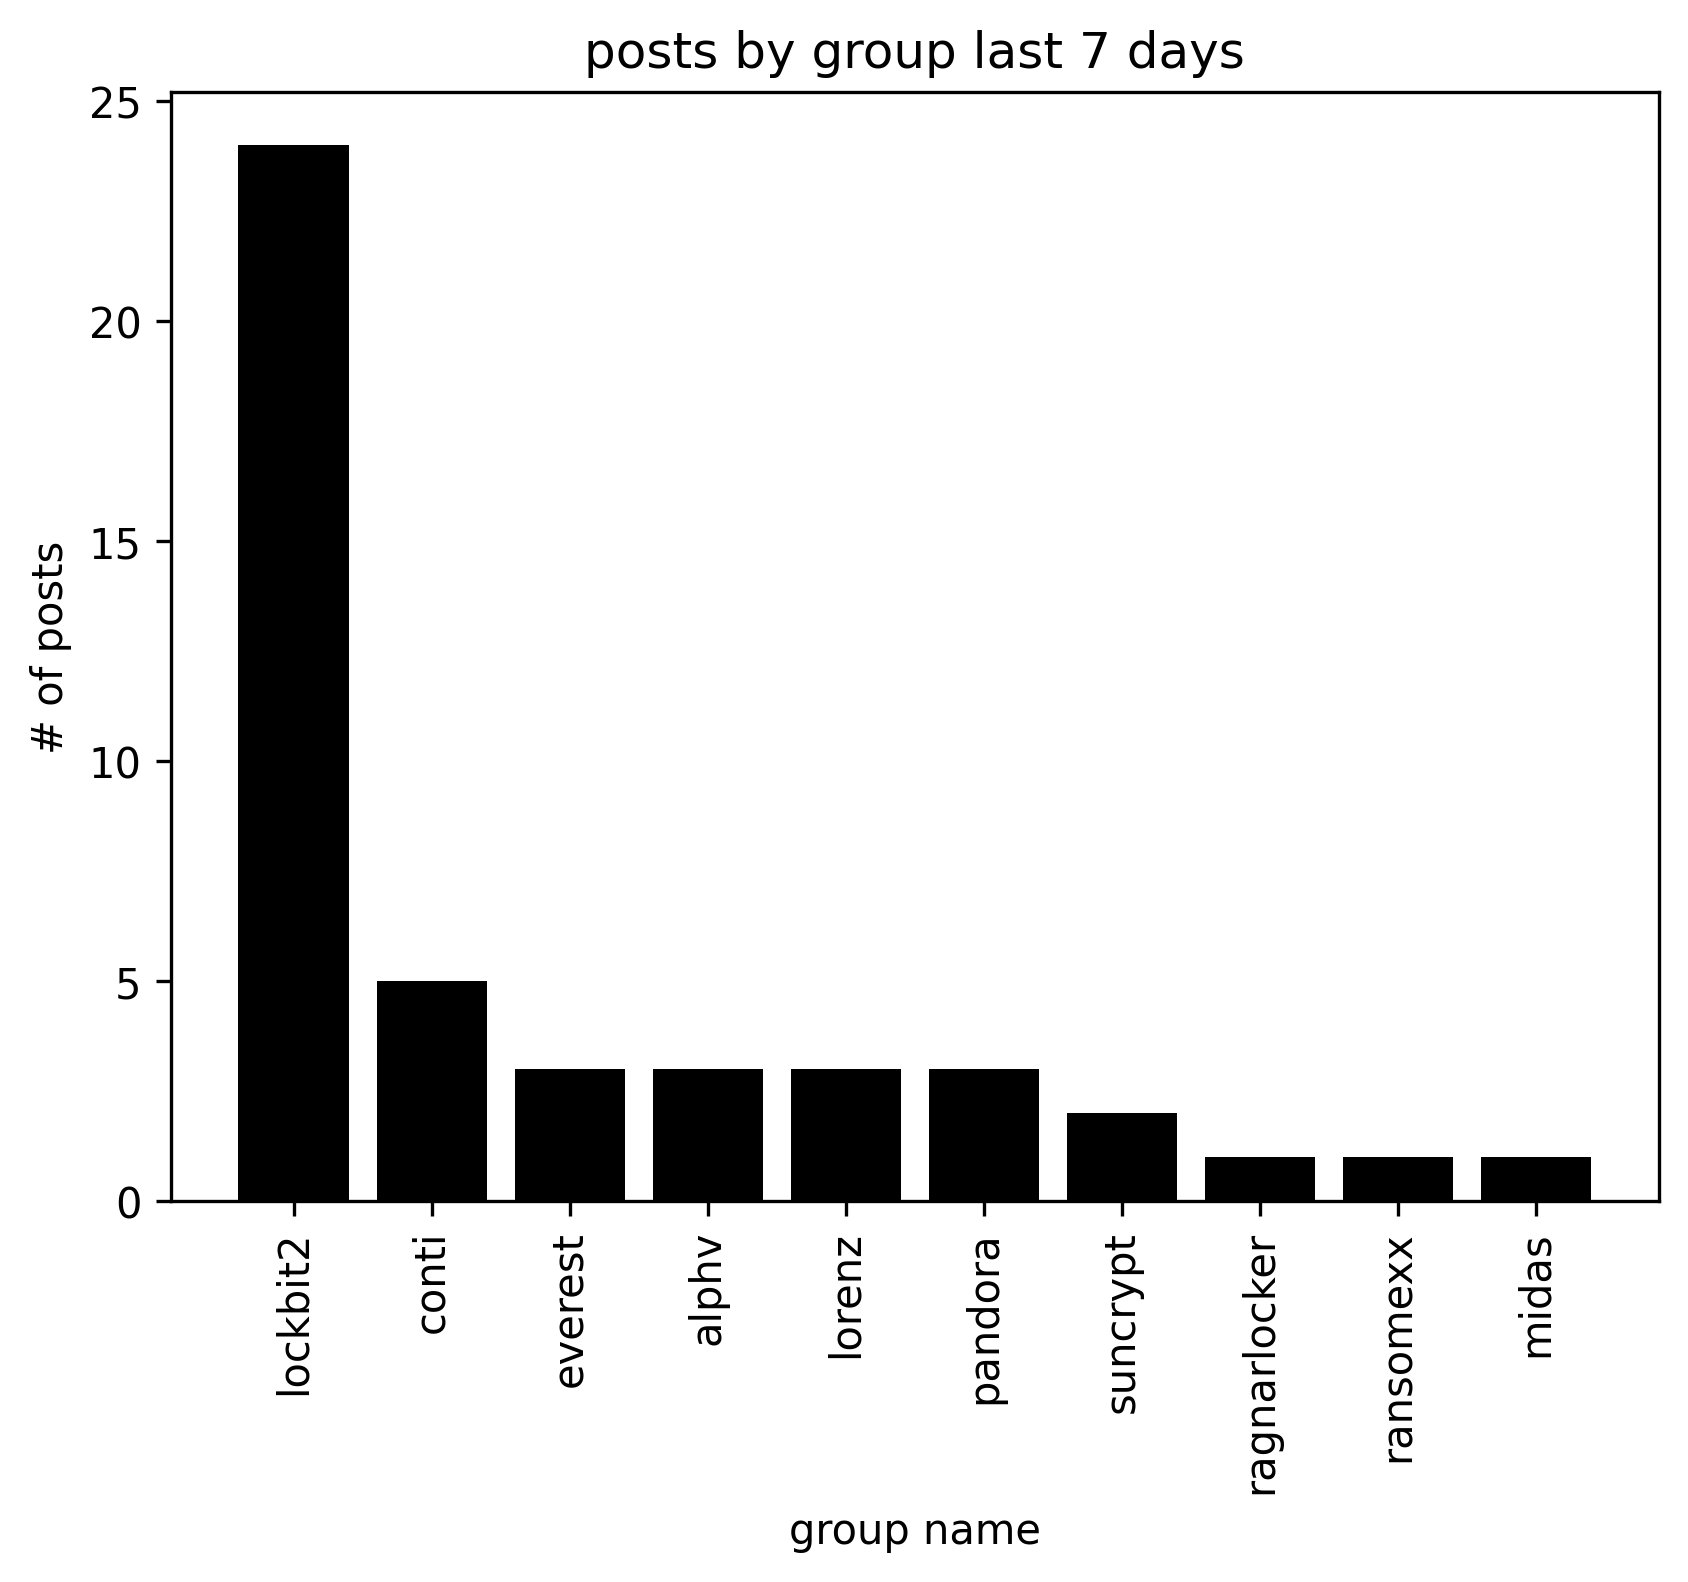 posts by group last 7 days
25
20
15
10
5
0
# of posts
lockbit2
conti
everest
alphv
lorenz
pandora
suncrypt
ragnarlocker
ransomexx
midas
group name